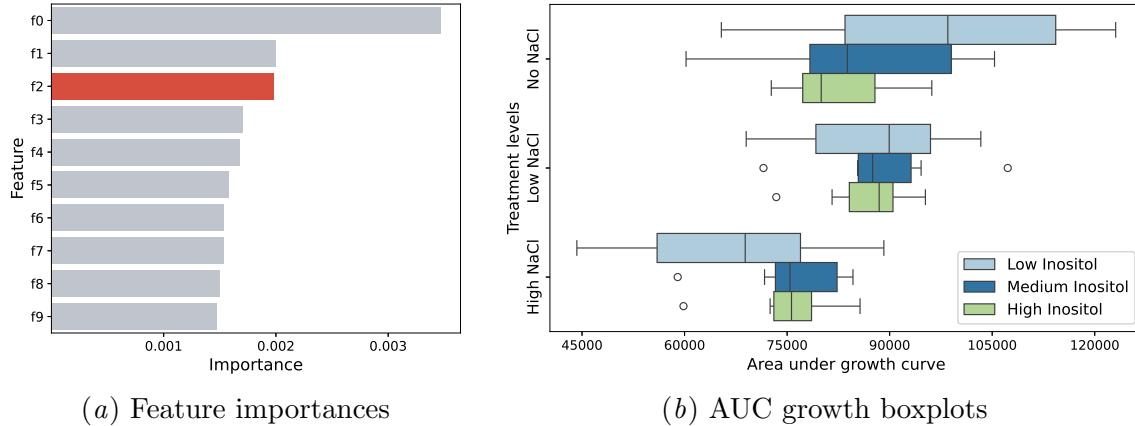 f0
f1
f2
f3
f4
f5
f6
f7
f8
f9
Feature
0.001 0.002 0.003
Importance
(a) Feature importances
No NaCl
Low NaCl
High NaCl
Treatment levels
Low Inositol
Medium Inositol
High Inositol
45000 60000 75000 90000 105000 120000
Area under growth curve
(b) AUC growth boxplots